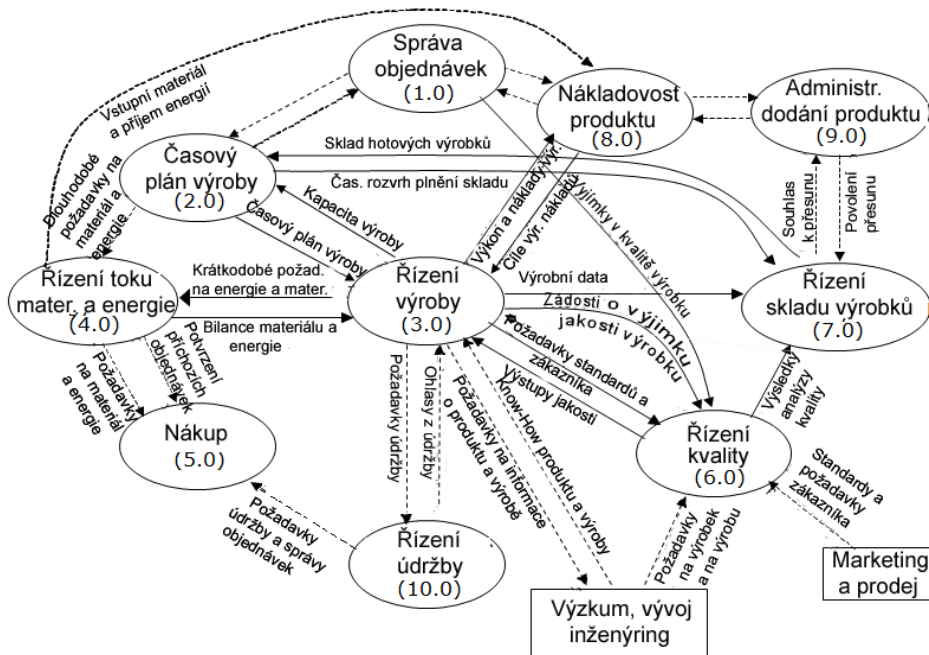 Správa
objednávek
(1.0)
Nákladovost
produktu
(8.0)
Administr.
dodání produktu
(9.0)
Vstupní materiál
a příjem energií
Časový
plán výroby
(2.0)
Sklad hotových výrobků
Čas. rozvrh plnění skladu
Dlouhodobé
požadavky na
materiál a
energie
Kapacita výroby
Časový plán výroby
Výkon a náklady výr.
Cíle výr. nákladů
Výjimky v kvalitě výrobku
Souhlas
k přesunu
Povolení
přesunu
Řízení toku
mater. a energie
(4.0)
Krátkodobé požad.
na energie a mater.
Bilance materiálu a
energie
Řízení
výroby
(3.0)
Výrobní data
Žádosti o výjimku
jakosti výrobku
Řízení
skladu výrobků
(7.0)
Požadavky standardů a
zákazníka
Výstupy jakosti
Výsledky
analýzy
kvality
Požadavky
na materiál
a energie
Potvrzení
příchozích
objednávek
Nákup
(5.0)
Požadavky údržby
Ohlasy z údržby
Požadavky na informace
o produktu a výrobě
Know-How produktu a výroby
Řízení
kvality
(6.0)
Standardy a
požadavky
zákazníka
Požadavky
údržby a správy
objednávek
Řízení
údržby
(10.0)
Požadavky
na výrobek
a na výrobu
Výzkum, vývoj
inženýring
Marketing
a prodej